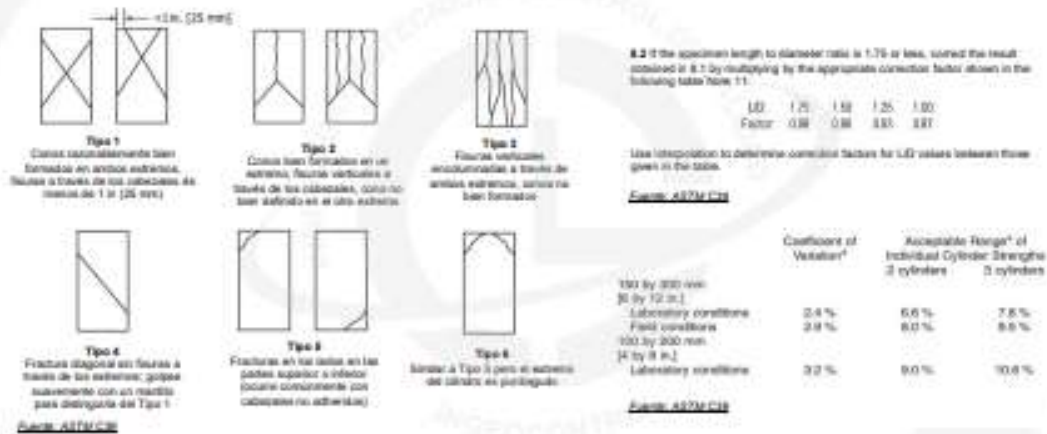 <1 in. [25 mm]
Tipo 1
Conos razonablemente bien
formados en ambos extremos,
fisuras a través de los cabezales de
menos de 1 in [25 mm]
Tipo 2
Conos bien formados en un
extremo, fisuras verticales a
través de los cabezales, cono no
bien definido en el otro extremo
Tipo 3
Fisuras verticales
encolumnadas a través de
ambos extremos, conos no
bien formados
Tipo 4
Fractura diagonal sin fisuras a
través de los extremos; golpee
suavemente con un martillo
para distinguirla del Tipo 1
Tipo 5
Fracturas en los lados en las
partes superior o inferior
(ocurre comúnmente con
cabezales no adheridos)
Tipo 6
Similar a Tipo 5 pero el extremo
del cilindro es puntiagudo
Fuente: ASTM C39
8.2 If the specimen length to diameter ratio is 1.75 or less, correct the result
obtained in 8.1 by multiplying by the appropriate correction factor shown in the
following table Note 11:
L/D 1.75 1.50 1.25 1.00
Factor 0.98 0.96 0.93 0.87
Use interpolation to determine correction factors for L/D values between those
given in the table.
Fuente: ASTM C39
Coefficient of Acceptable Range of
Variation Individual Cylinder Strengths
2 cylinders 3 cylinders
150 by 300 mm
[6 by 12 in.]
Laboratory conditions 2.4 % 6.6 % 7.8 %
Field conditions 2.9 % 8.0 % 9.5 %
100 by 200 mm
[4 by 8 in.]
Laboratory conditions 3.2 % 9.0 % 10.6 %
Fuente: ASTM C39